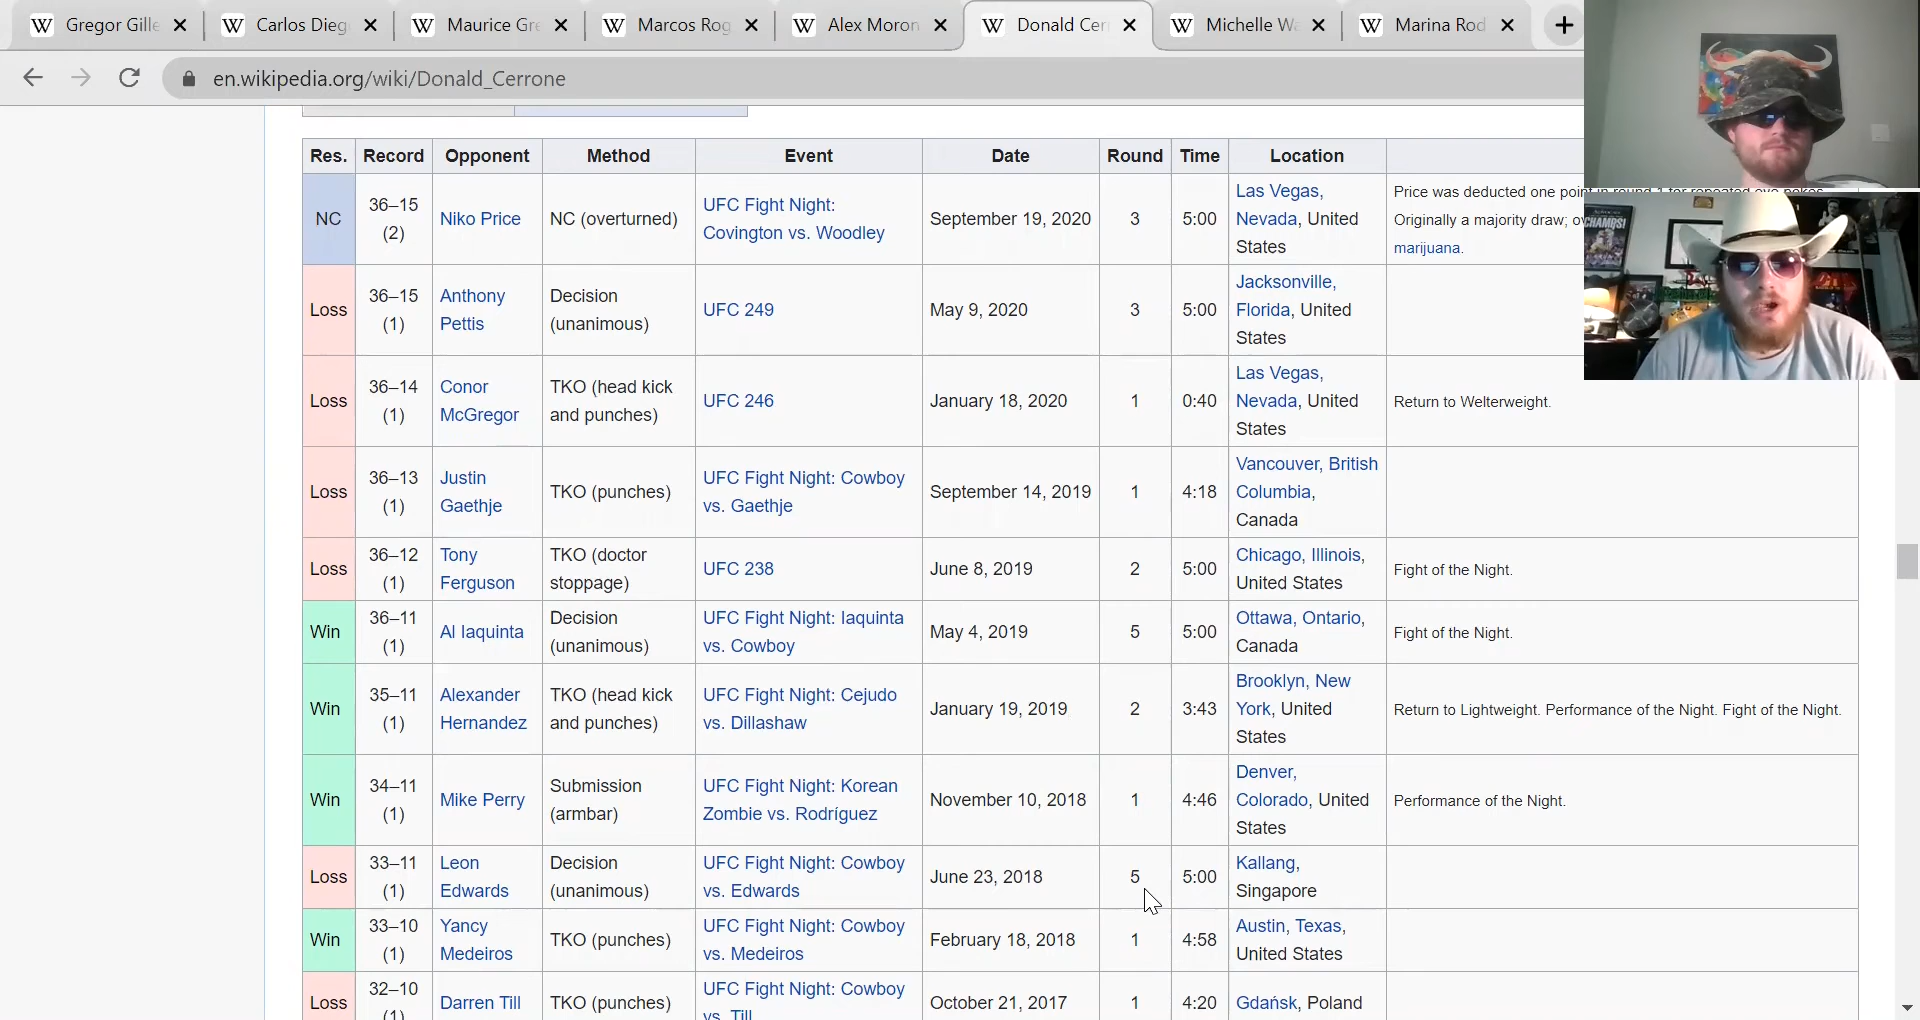 Gregor Gille
Carlos Dieg
Maurice Gre
Marcos Rog
Alex Moron
Donald Cer
Michelle Wa
Marina Rod
en.wikipedia.org/wiki/Donald_Cerrone
Res. Record Opponent Method Event Date Round Time Location
NC 36–15 (2) Niko Price NC (overturned) UFC Fight Night: Covington vs. Woodley September 19, 2020 3 5:00 Las Vegas, Nevada, United States Price was deducted one point in round 1 for repeated eye pokes. Originally a majority draw; marijuana.
Loss 36–15 (1) Anthony Pettis Decision (unanimous) UFC 249 May 9, 2020 3 5:00 Jacksonville, Florida, United States
Loss 36–14 (1) Conor McGregor TKO (head kick and punches) UFC 246 January 18, 2020 1 0:40 Las Vegas, Nevada, United States Return to Welterweight.
Loss 36–13 (1) Justin Gaethje TKO (punches) UFC Fight Night: Cowboy vs. Gaethje September 14, 2019 1 4:18 Vancouver, British Columbia, Canada
Loss 36–12 (1) Tony Ferguson TKO (doctor stoppage) UFC 238 June 8, 2019 2 5:00 Chicago, Illinois, United States Fight of the Night.
Win 36–11 (1) Al Iaquinta Decision (unanimous) UFC Fight Night: Iaquinta vs. Cowboy May 4, 2019 5 5:00 Ottawa, Ontario, Canada Fight of the Night.
Win 35–11 (1) Alexander Hernandez TKO (head kick and punches) UFC Fight Night: Cejudo vs. Dillashaw January 19, 2019 2 3:43 Brooklyn, New York, United States Return to Lightweight. Performance of the Night. Fight of the Night.
Win 34–11 (1) Mike Perry Submission (armbar) UFC Fight Night: Korean Zombie vs. Rodríguez November 10, 2018 1 4:46 Denver, Colorado, United States Performance of the Night.
Loss 33–11 (1) Leon Edwards Decision (unanimous) UFC Fight Night: Cowboy vs. Edwards June 23, 2018 5 5:00 Kallang, Singapore
Win 33–10 (1) Yancy Medeiros TKO (punches) UFC Fight Night: Cowboy vs. Medeiros February 18, 2018 1 4:58 Austin, Texas, United States
Loss 32–10 (1) Darren Till TKO (punches) UFC Fight Night: Cowboy vs. Till October 21, 2017 1 4:20 Gdańsk, Poland
CHAMPS!